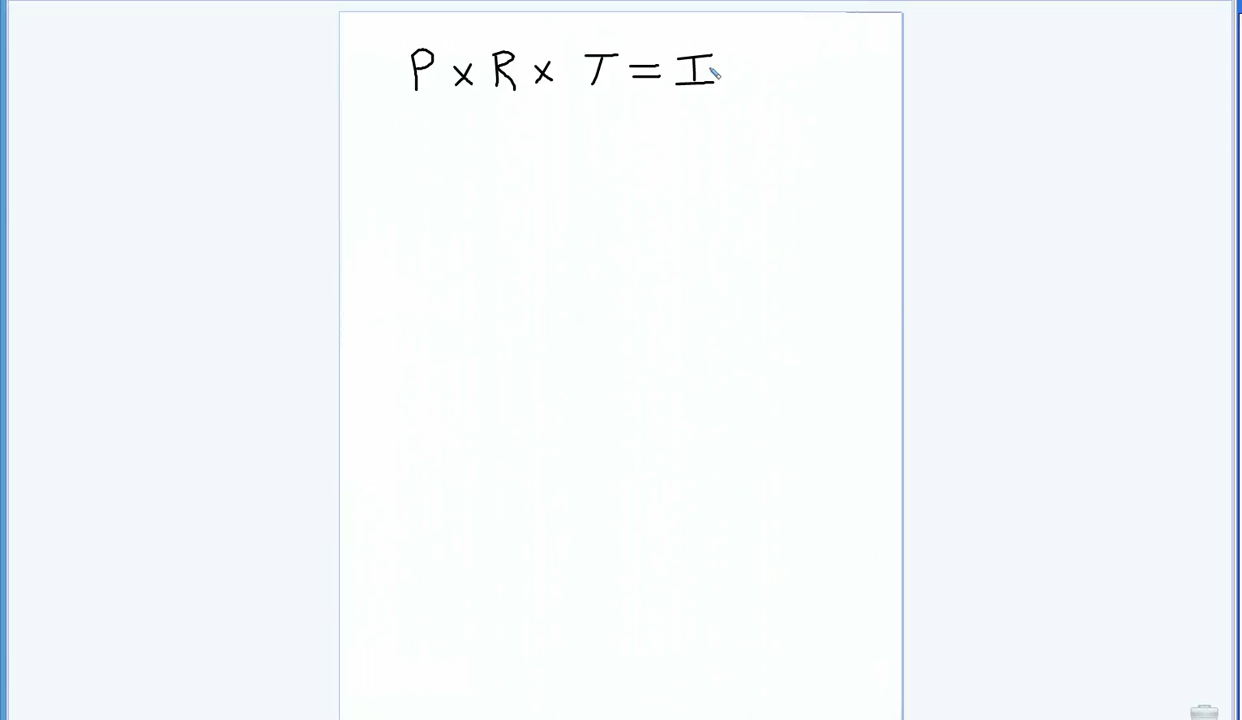 P x R x T = I